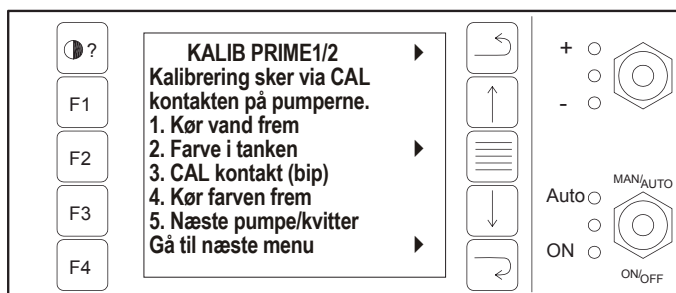 ?
F1
F2
F3
F4
KALIB PRIME1/2
Kalibrering sker via CAL
kontakten på pumperne.
1. Kør vand frem
2. Farve i tanken
3. CAL kontakt (bip)
4. Kør farven frem
5. Næste pumpe/kvitter
Gå til næste menu
+
-
MAN/AUTO
Auto
ON
ON/OFF